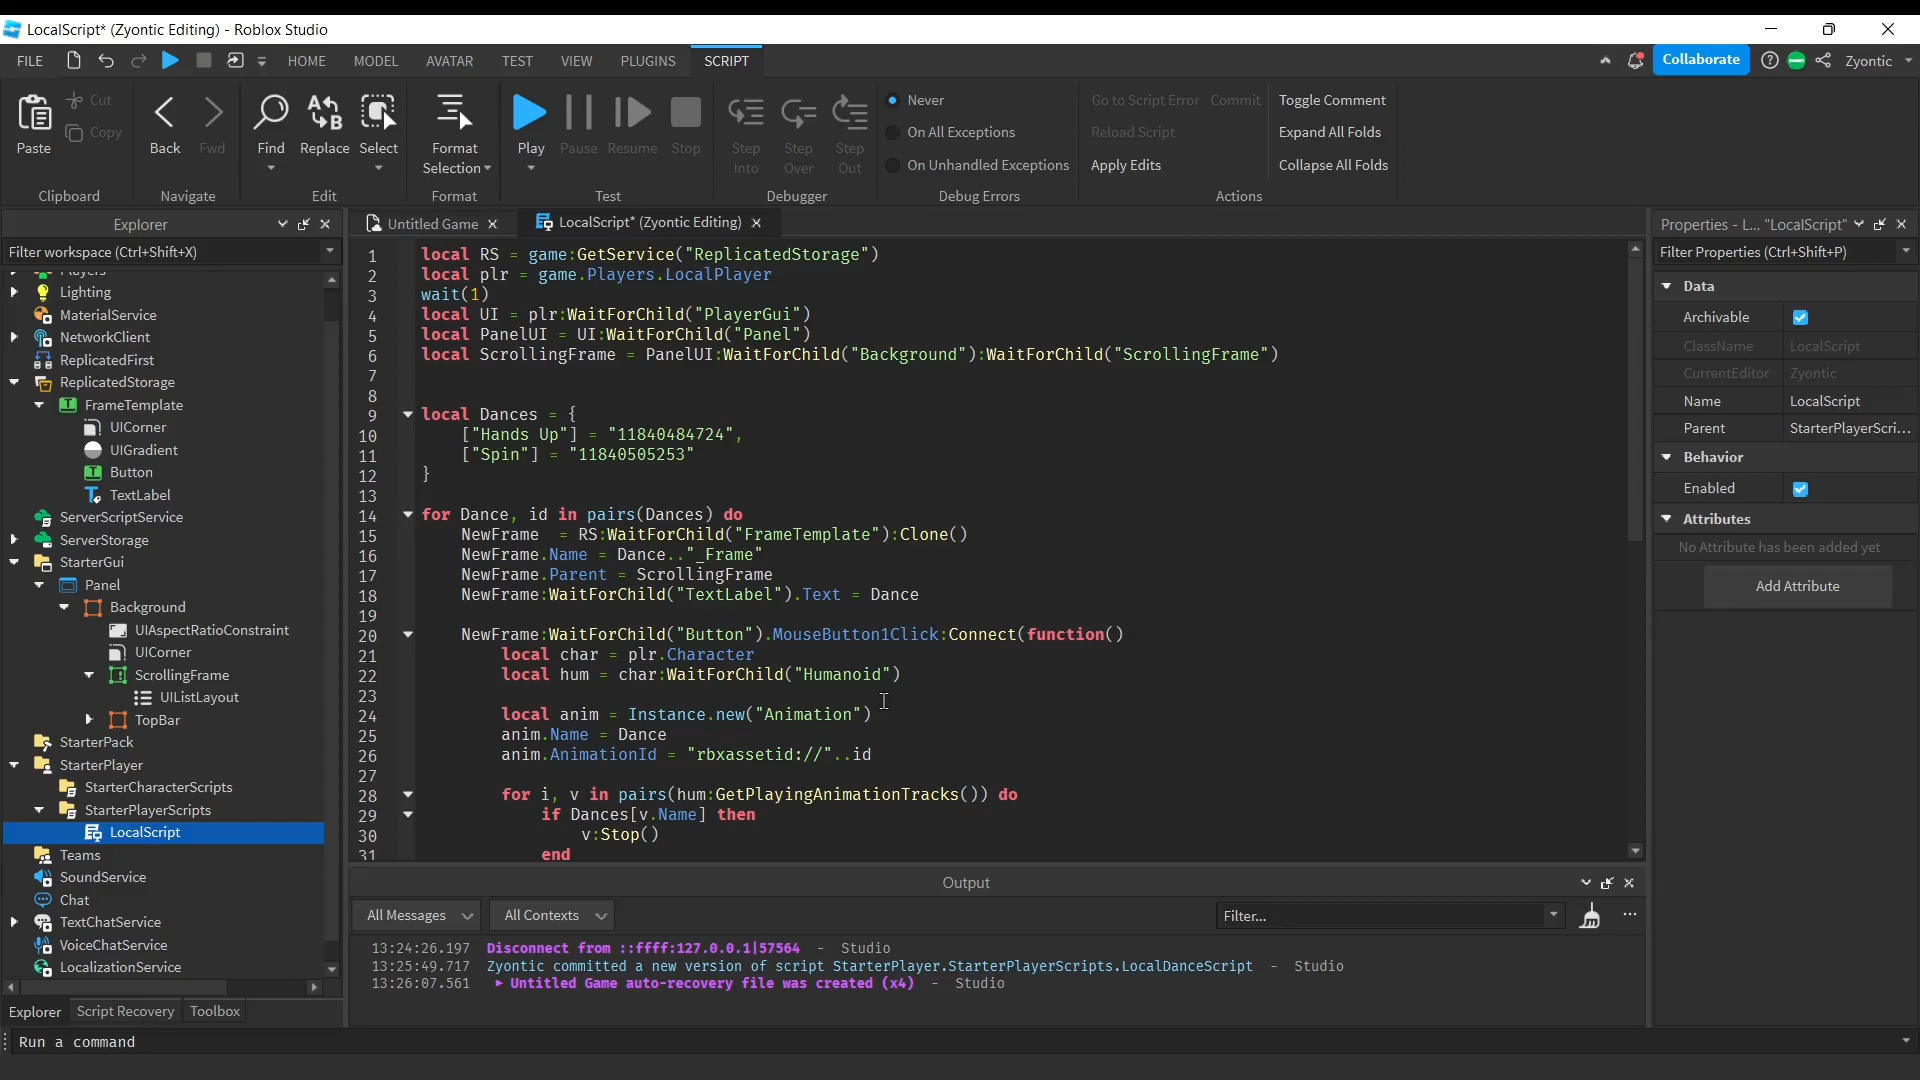 LocalScript* (Zyontic Editing) - Roblox Studio
FILE HOME MODEL AVATAR TEST VIEW PLUGINS SCRIPT Collaborate Zyontic
Paste Cut Copy Back Fwd Find Replace Select Format Selection Play Pause Resume Stop Step Into Step Over Step Out
Never
On All Exceptions
On Unhandled Exceptions
Go to Script Error Commit
Reload Script
Apply Edits
Toggle Comment
Expand All Folds
Collapse All Folds
Clipboard Navigate Edit Format Test Debugger Debug Errors Actions
Explorer
Filter workspace (Ctrl+Shift+X)
Players
Lighting
MaterialService
NetworkClient
ReplicatedFirst
ReplicatedStorage
FrameTemplate
UICorner
UIGradient
Button
TextLabel
ServerScriptService
ServerStorage
StarterGui
Panel
Background
UIAspectRatioConstraint
UICorner
ScrollingFrame
UIListLayout
TopBar
StarterPack
StarterPlayer
StarterCharacterScripts
StarterPlayerScripts
LocalScript
Teams
SoundService
Chat
TextChatService
VoiceChatService
LocalizationService
Explorer Script Recovery Toolbox
Untitled Game LocalScript* (Zyontic Editing)
1 local RS = game:GetService("ReplicatedStorage")
2 local plr = game.Players.LocalPlayer
3 wait(1)
4 local UI = plr:WaitForChild("PlayerGui")
5 local PanelUI = UI:WaitForChild("Panel")
6 local ScrollingFrame = PanelUI:WaitForChild("Background"):WaitForChild("ScrollingFrame")
7
8
9 local Dances = {
10 ["Hands Up"] = "11840484724",
11 ["Spin"] = "11840505253"
12 }
13
14 for Dance, id in pairs(Dances) do
15 NewFrame = RS:WaitForChild("FrameTemplate"):Clone()
16 NewFrame.Name = Dance.."_Frame"
17 NewFrame.Parent = ScrollingFrame
18 NewFrame:WaitForChild("TextLabel").Text = Dance
19
20 NewFrame:WaitForChild("Button").MouseButton1Click:Connect(function()
21 local char = plr.Character
22 local hum = char:WaitForChild("Humanoid")
23
24 local anim = Instance.new("Animation")
25 anim.Name = Dance
26 anim.AnimationId = "rbxassetid://"..id
27
28 for i, v in pairs(hum:GetPlayingAnimationTracks()) do
29 if Dances[v.Name] then
30 v:Stop()
31 end
Output
All Messages All Contexts Filter...
13:24:26.197 Disconnect from ::ffff:127.0.0.1|57564 - Studio
13:25:49.717 Zyontic committed a new version of script StarterPlayer.StarterPlayerScripts.LocalDanceScript - Studio
13:26:07.561 Untitled Game auto-recovery file was created (x4) - Studio
Properties - L... "LocalScript"
Filter Properties (Ctrl+Shift+P)
Data
Archivable
ClassName LocalScript
CurrentEditor Zyontic
Name LocalScript
Parent StarterPlayerScri...
Behavior
Enabled
Attributes
No Attribute has been added yet
Add Attribute
Run a command